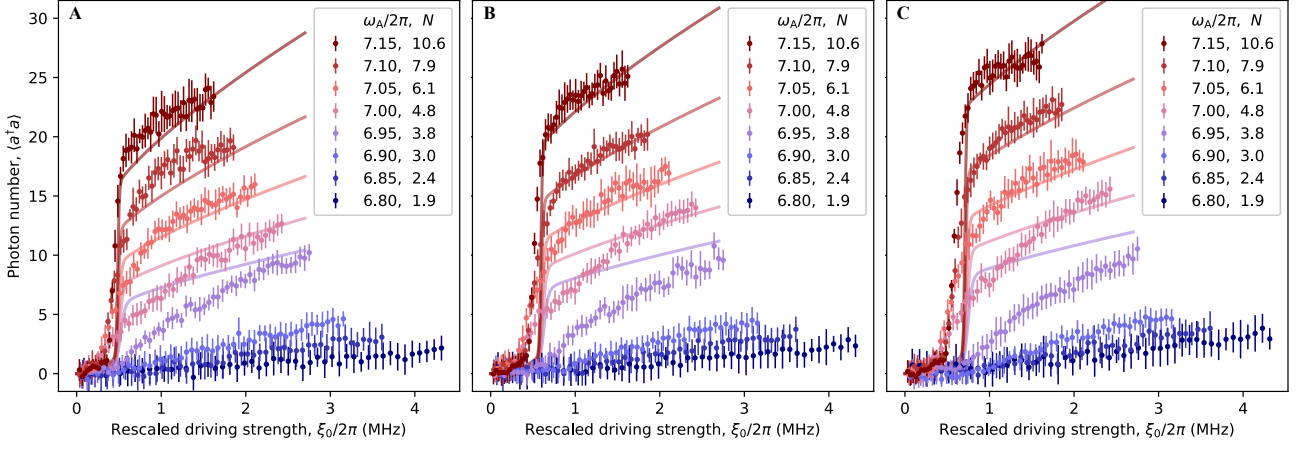 A
30
25
20
15
10
5
0
Photon number, ⟨a†a⟩
ω_A/2π, N
7.15, 10.6
7.10, 7.9
7.05, 6.1
7.00, 4.8
6.95, 3.8
6.90, 3.0
6.85, 2.4
6.80, 1.9
0 1 2 3 4
Rescaled driving strength, ξ₀/2π (MHz)
B
ω_A/2π, N
7.15, 10.6
7.10, 7.9
7.05, 6.1
7.00, 4.8
6.95, 3.8
6.90, 3.0
6.85, 2.4
6.80, 1.9
0 1 2 3 4
Rescaled driving strength, ξ₀/2π (MHz)
C
ω_A/2π, N
7.15, 10.6
7.10, 7.9
7.05, 6.1
7.00, 4.8
6.95, 3.8
6.90, 3.0
6.85, 2.4
6.80, 1.9
0 1 2 3 4
Rescaled driving strength, ξ₀/2π (MHz)